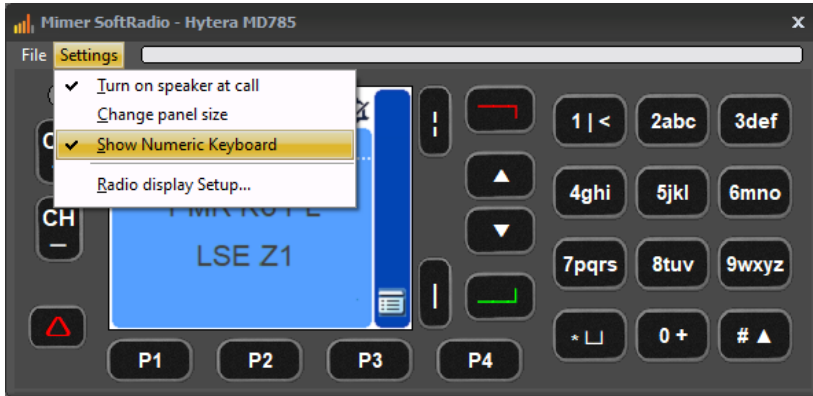 Mimer SoftRadio - Hytera MD785
x
File Settings
Turn on speaker at call
Change panel size
Show Numeric Keyboard
Radio display Setup...
CH
LSE Z1
P1 P2 P3 P4
1 | < 2abc 3def
4ghi 5jkl 6mno
7pqrs 8tuv 9wxyz
* ⌴ 0 + # ▲